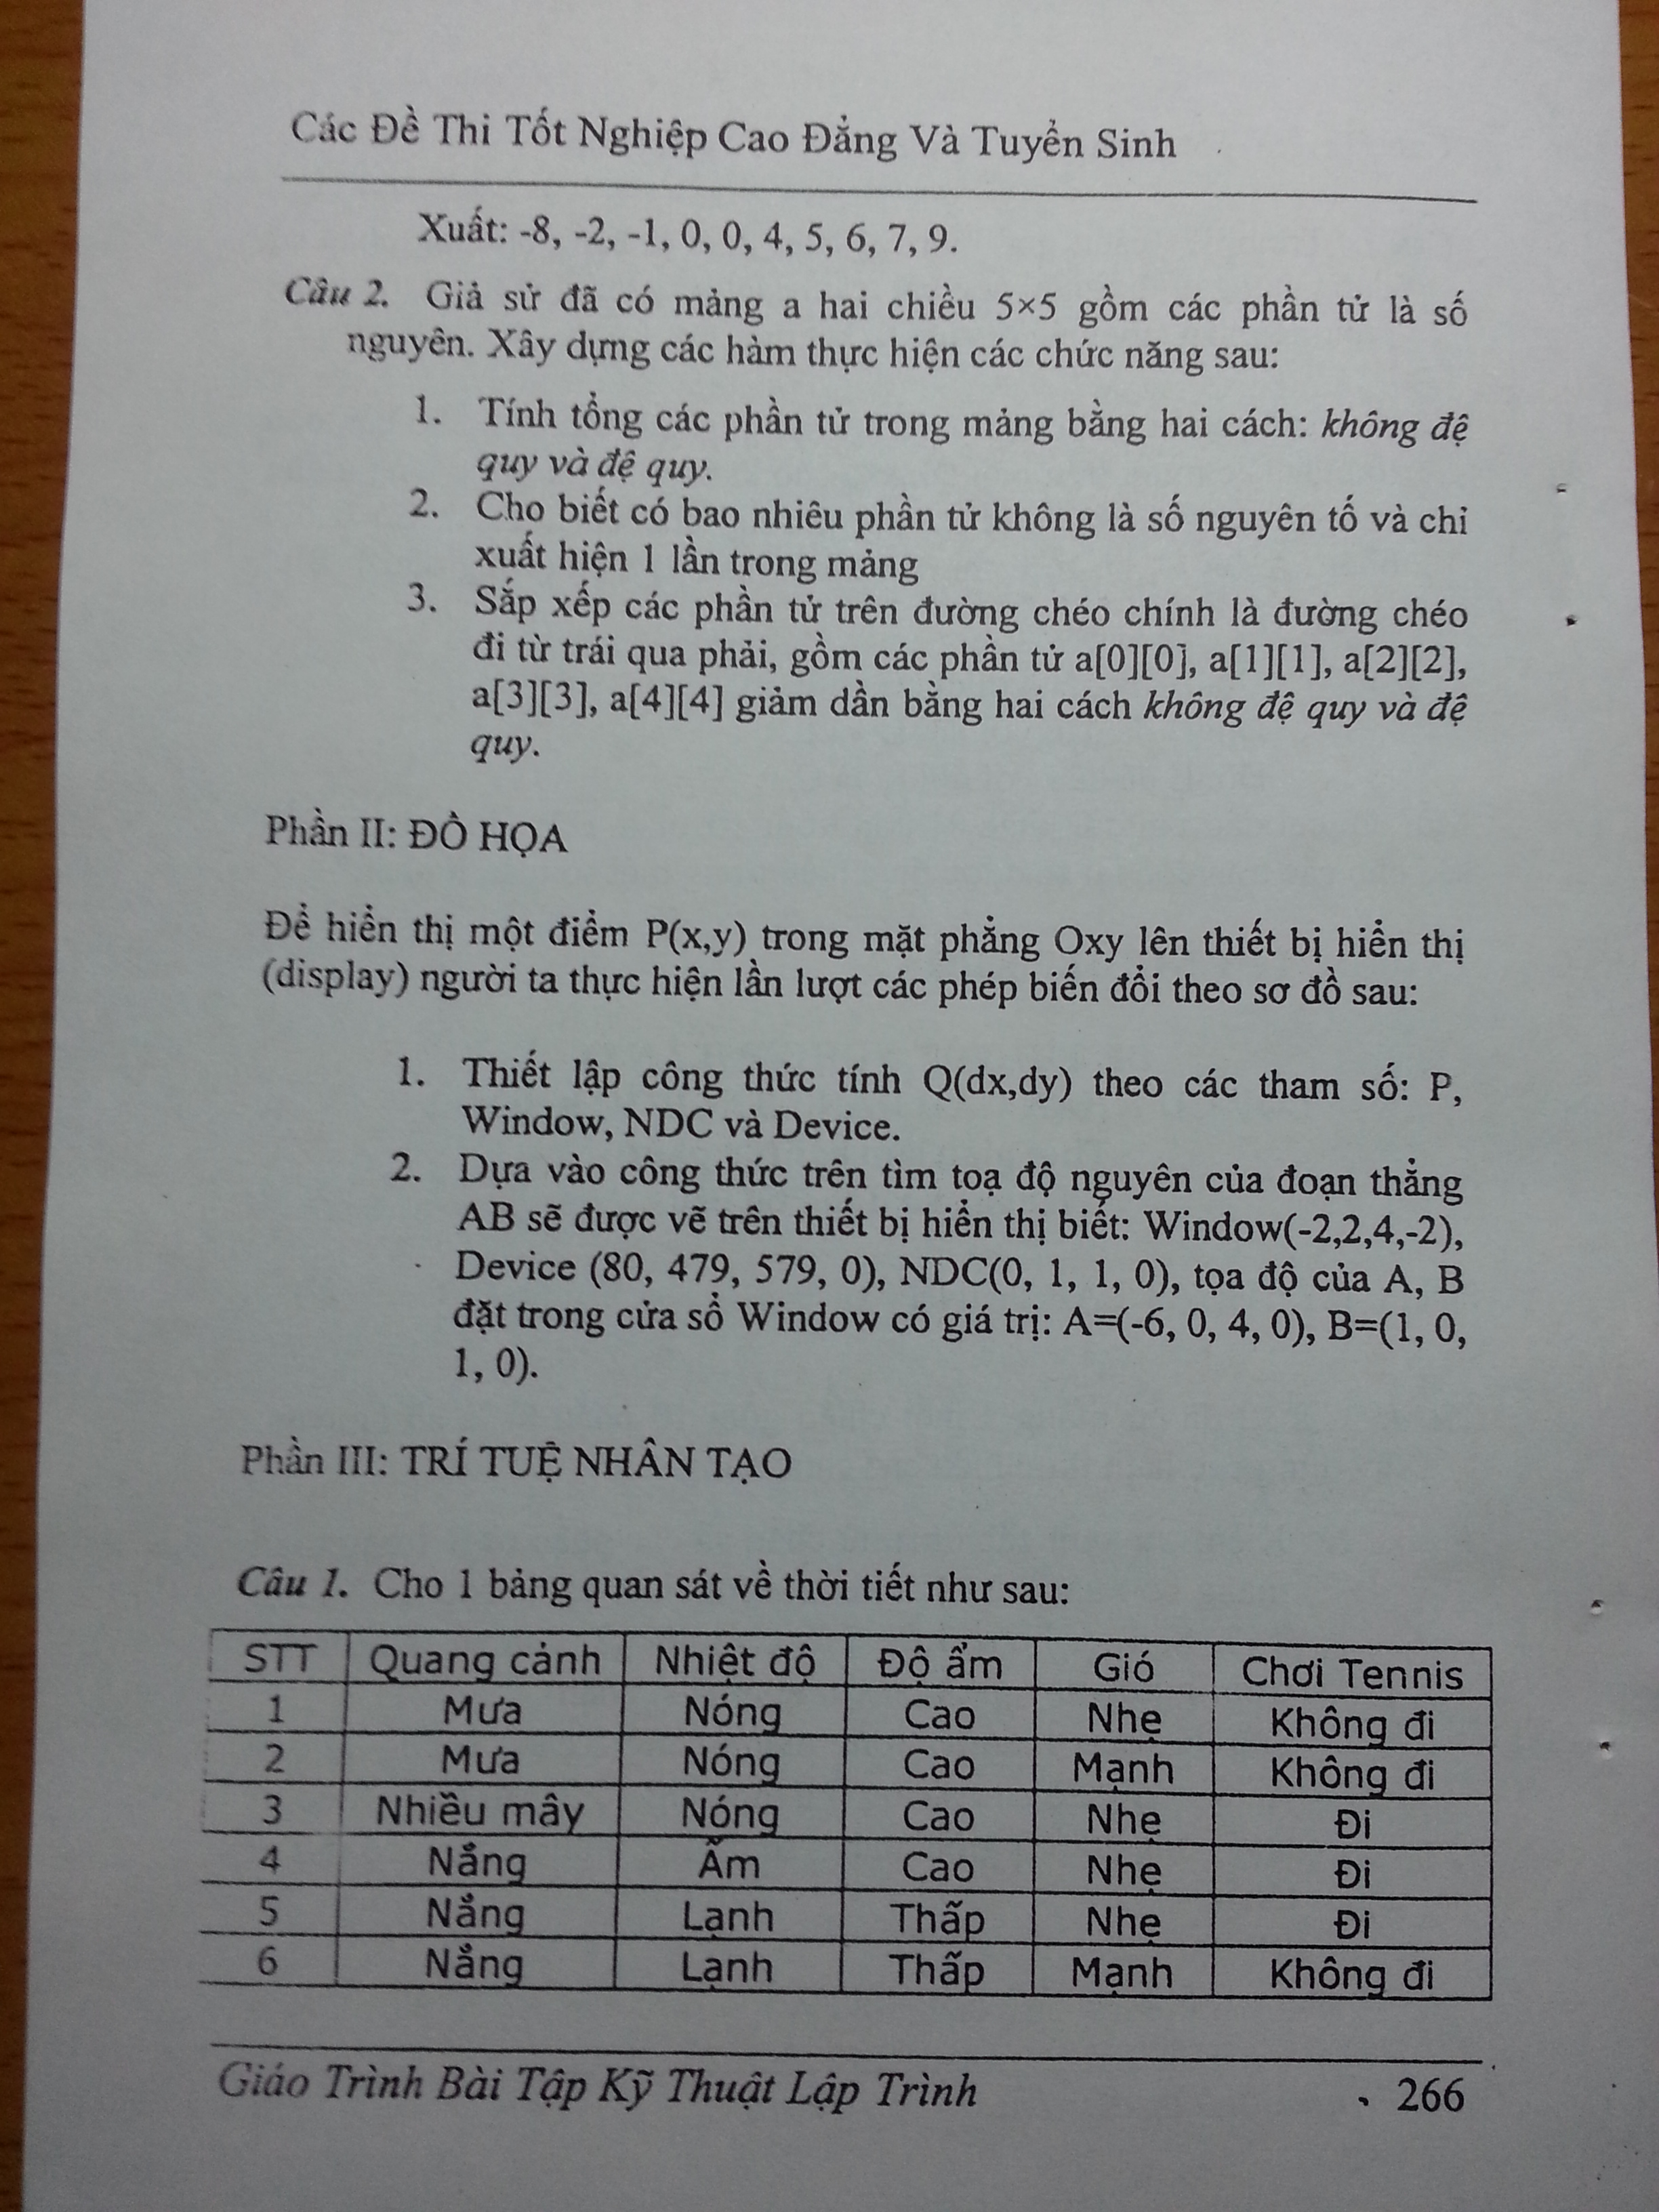 Các Đề Thi Tốt Nghiệp Cao Đẳng Và Tuyển Sinh
Xuất: -8, -2, -1, 0, 0, 4, 5, 6, 7, 9.
Câu 2. Giả sử đã có mảng a hai chiều 5×5 gồm các phần tử là số
nguyên. Xây dựng các hàm thực hiện các chức năng sau:
1. Tính tổng các phần tử trong mảng bằng hai cách: không đệ
quy và đệ quy.
2. Cho biết có bao nhiêu phần tử không là số nguyên tố và chỉ
xuất hiện 1 lần trong mảng
3. Sắp xếp các phần tử trên đường chéo chính là đường chéo
đi từ trái qua phải, gồm các phần tử a[0][0], a[1][1], a[2][2],
a[3][3], a[4][4] giảm dần bằng hai cách không đệ quy và đệ
quy.
Phần II: ĐỒ HỌA
Để hiển thị một điểm P(x,y) trong mặt phẳng Oxy lên thiết bị hiển thị
(display) người ta thực hiện lần lượt các phép biến đổi theo sơ đồ sau:
1. Thiết lập công thức tính Q(dx,dy) theo các tham số: P,
Window, NDC và Device.
2. Dựa vào công thức trên tìm toạ độ nguyên của đoạn thẳng
AB sẽ được vẽ trên thiết bị hiển thị biết: Window(-2,2,4,-2),
Device (80, 479, 579, 0), NDC(0, 1, 1, 0), tọa độ của A, B
đặt trong cửa sổ Window có giá trị: A=(-6, 0, 4, 0), B=(1, 0,
1, 0).
Phần III: TRÍ TUỆ NHÂN TẠO
Câu 1. Cho 1 bảng quan sát về thời tiết như sau:
STT Quang cảnh Nhiệt độ Độ ẩm Gió Chơi Tennis
1 Mưa Nóng Cao Nhẹ Không đi
2 Mưa Nóng Cao Mạnh Không đi
3 Nhiều mây Nóng Cao Nhẹ Đi
4 Nắng Ấm Cao Nhẹ Đi
5 Nắng Lạnh Thấp Nhẹ Đi
6 Nắng Lạnh Thấp Mạnh Không đi
Giáo Trình Bài Tập Kỹ Thuật Lập Trình 266